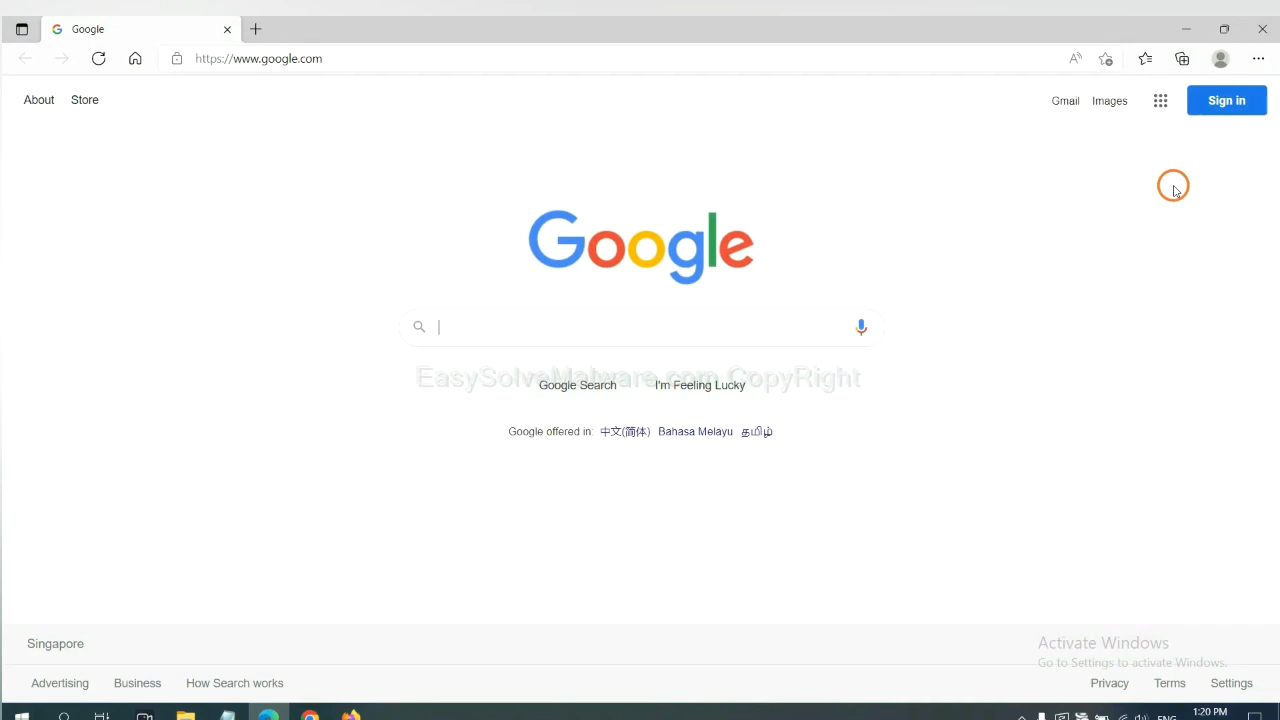 Google
https://www.google.com
About Store
Gmail Images Sign in
Google
EasySolveMalware.com CopyRight
Google Search I'm Feeling Lucky
Google offered in: 中文(简体) Bahasa Melayu தமிழ்
Singapore
Activate Windows
Go to Settings to activate Windows.
Advertising Business How Search works
Privacy Terms Settings
1:20 PM
ENG